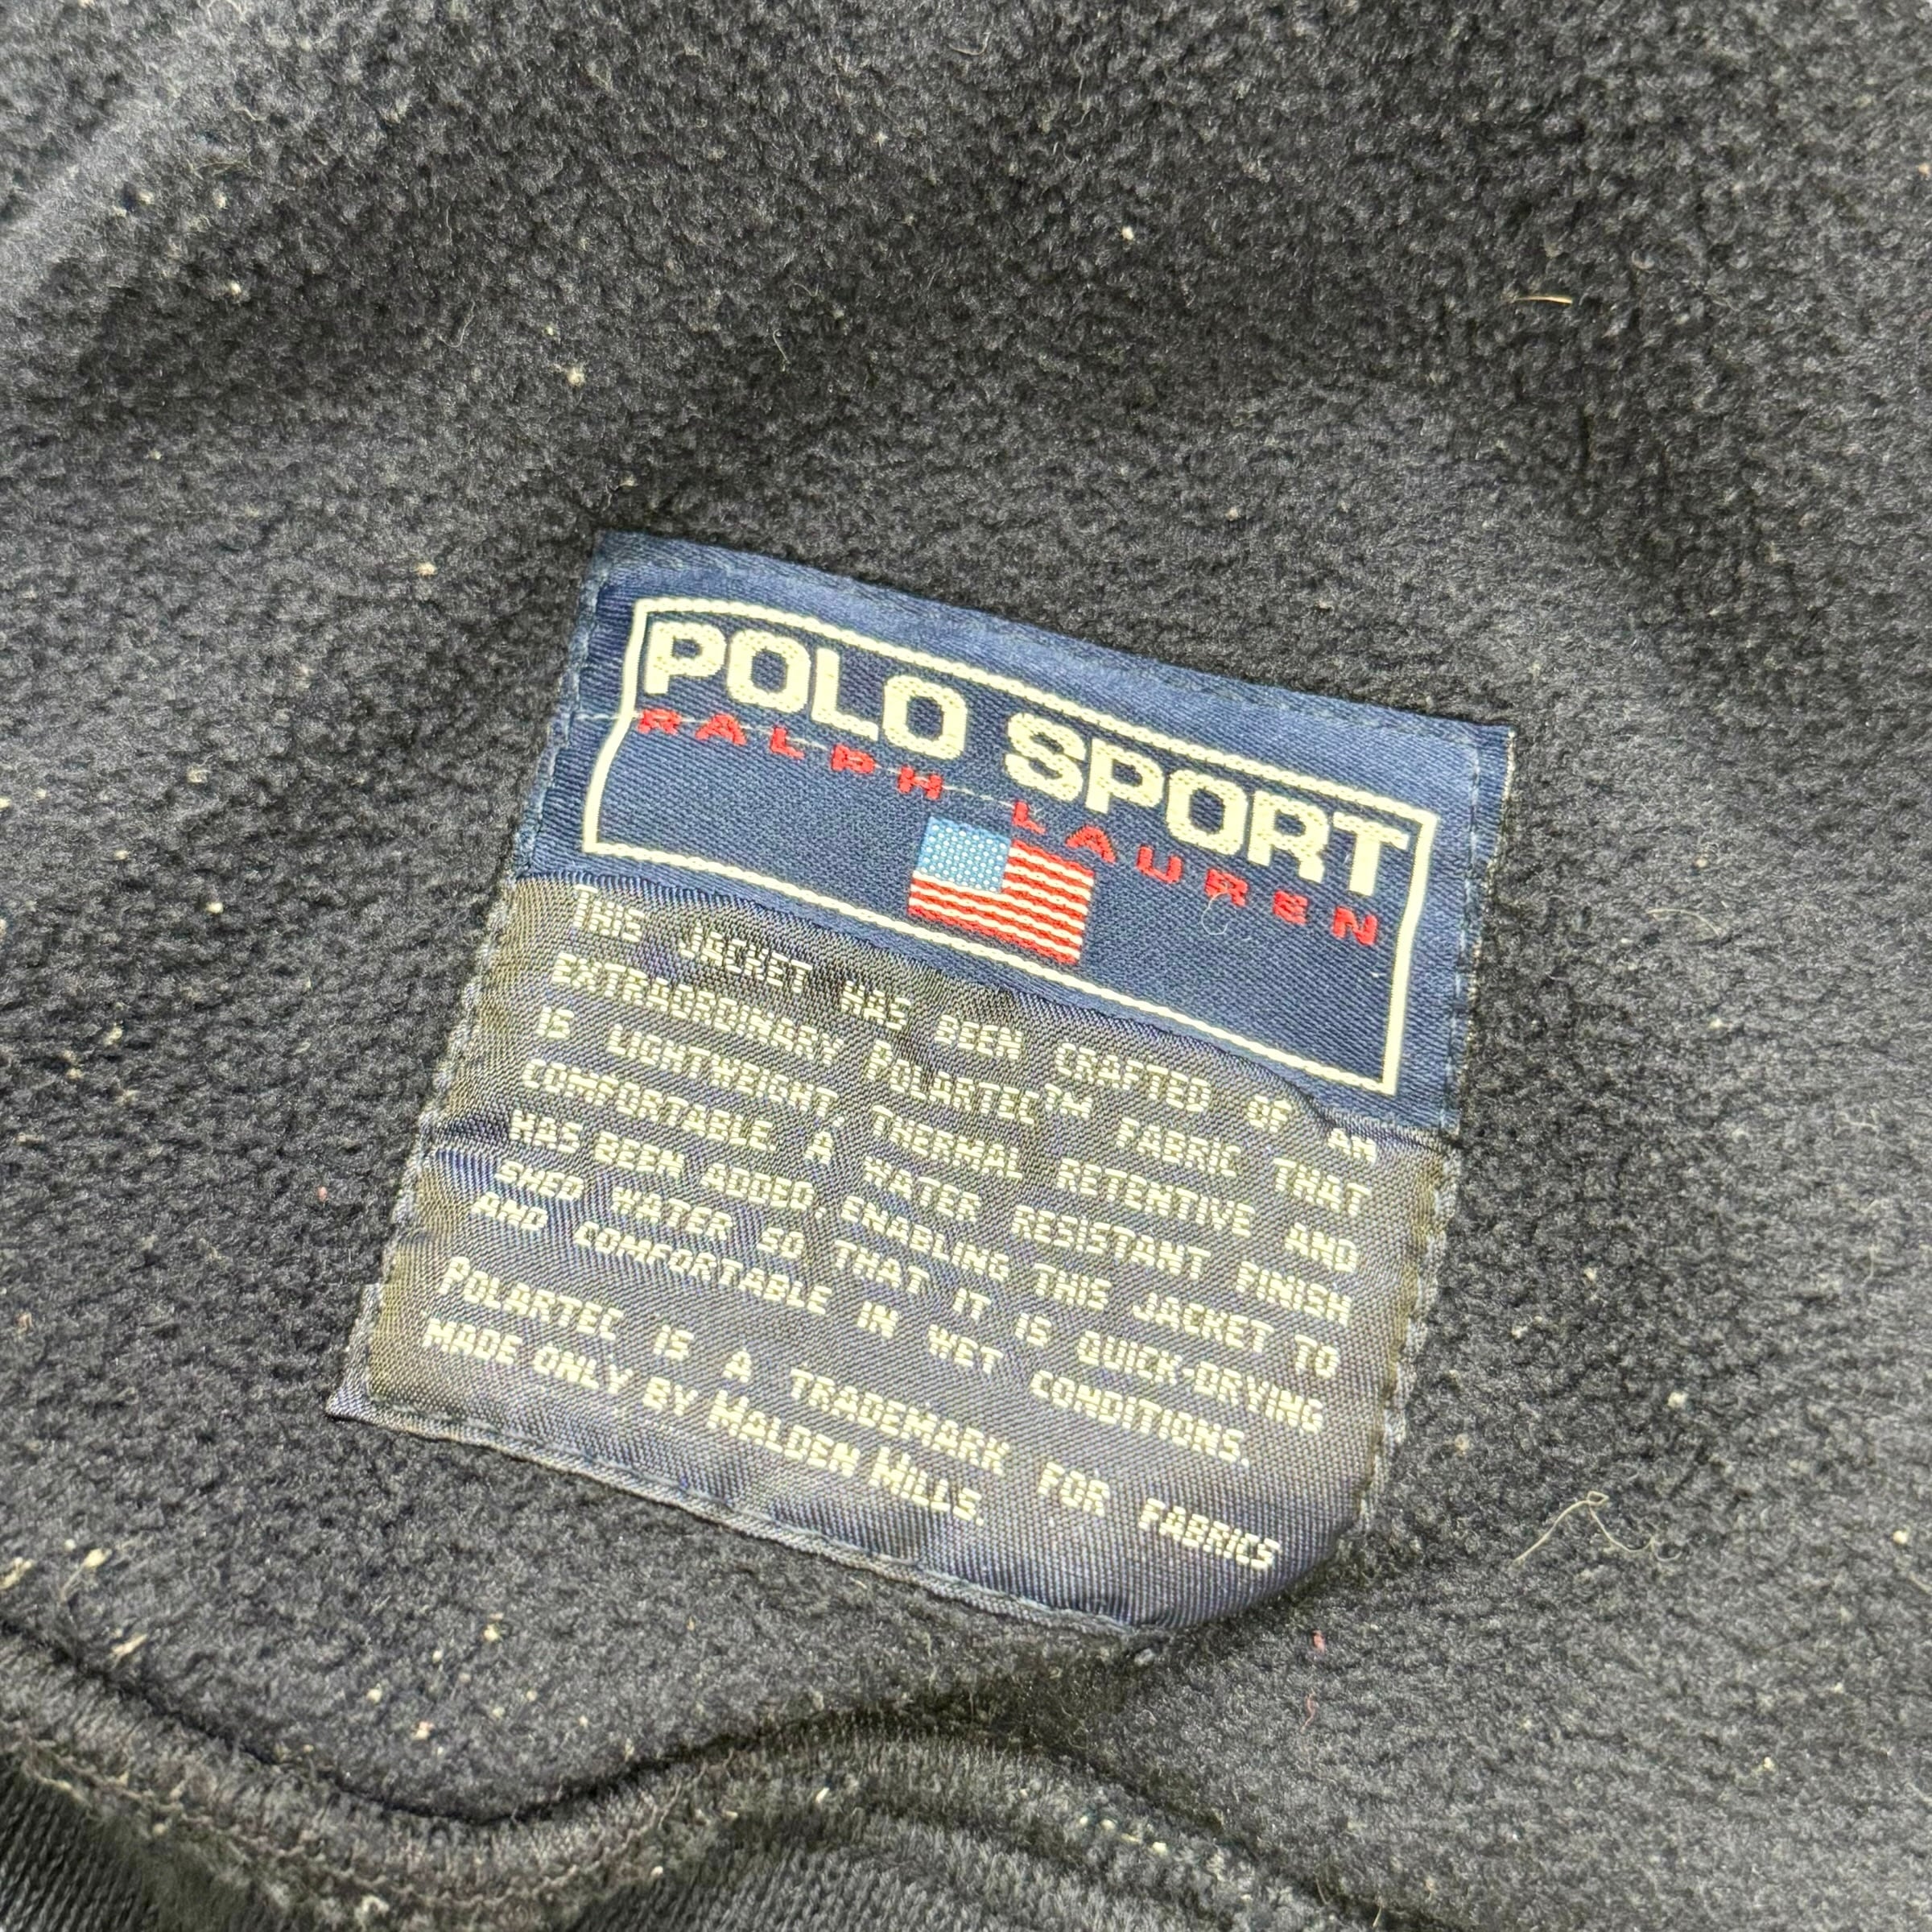 POLO SPORT
RALPH LAUREN
THIS JACKET HAS BEEN CRAFTED OF AN
EXTRAORDINARY POLARTEC™ FABRIC THAT
IS LIGHTWEIGHT, THERMAL RETENTIVE AND
COMFORTABLE. A WATER RESISTANT FINISH
HAS BEEN ADDED, ENABLING THIS JACKET TO
SHED WATER SO THAT IT IS QUICK-DRYING
AND COMFORTABLE IN WET CONDITIONS.
POLARTEC IS A TRADEMARK FOR FABRICS
MADE ONLY BY MALDEN MILLS.